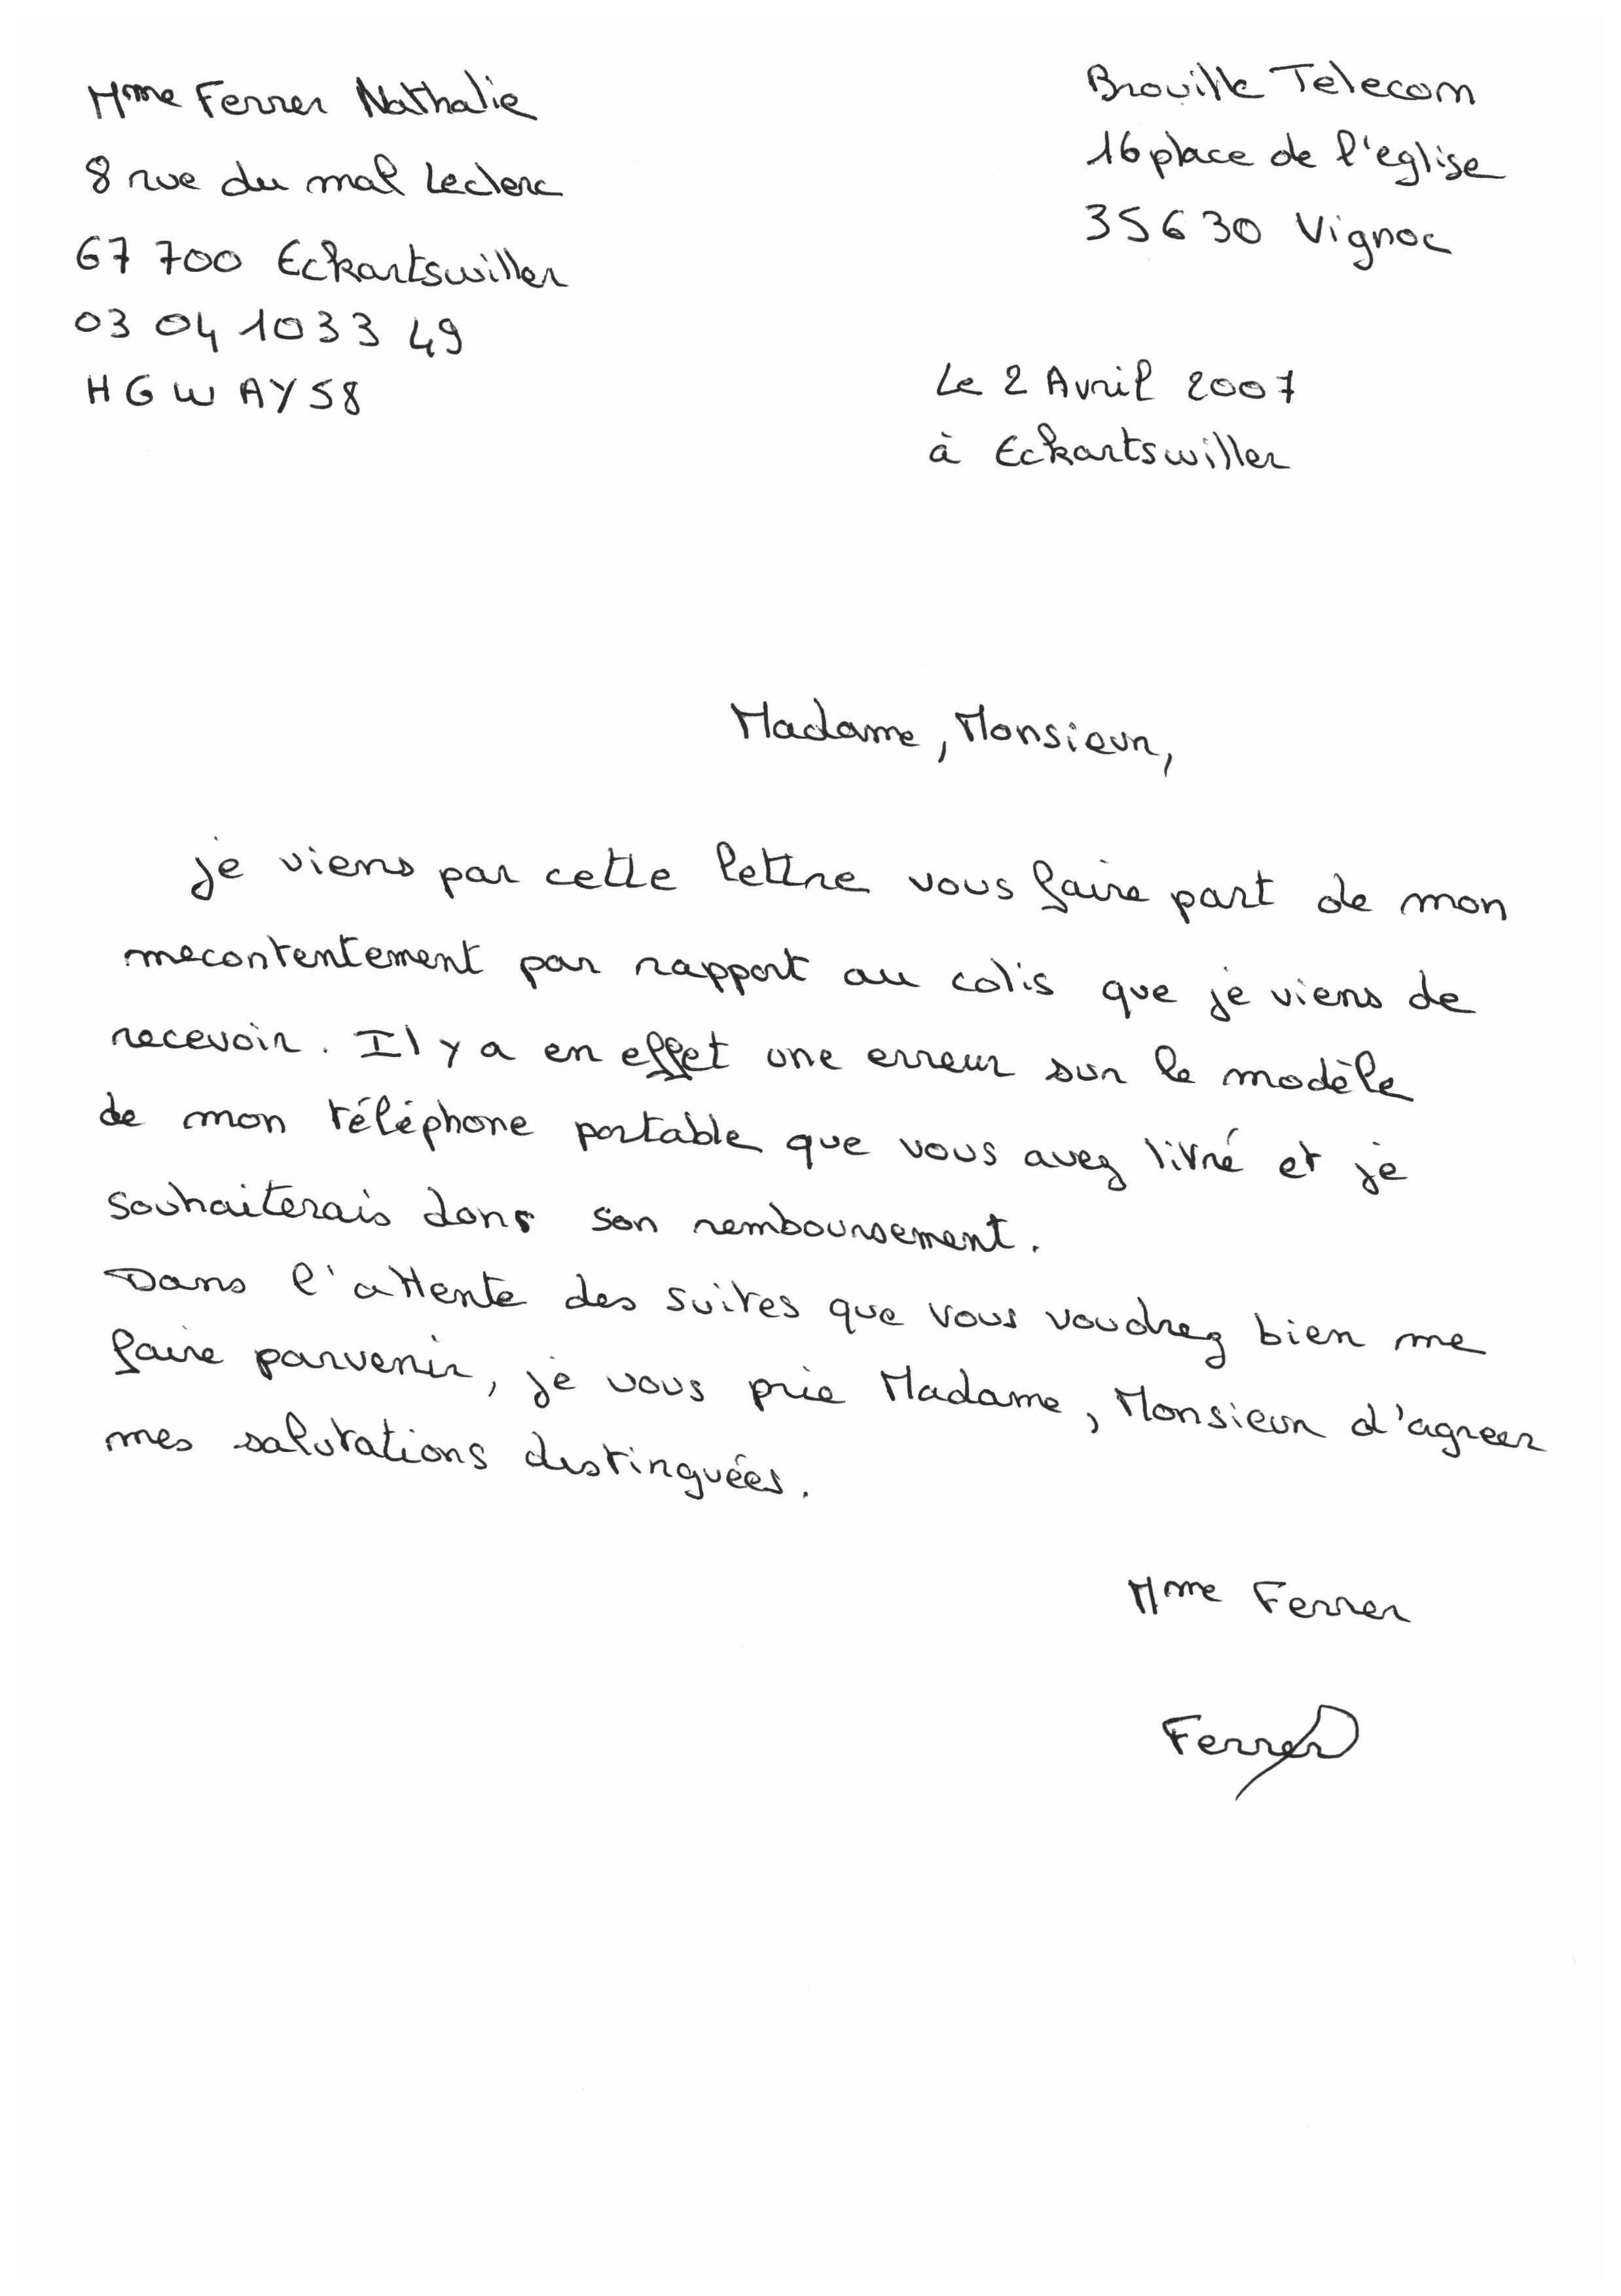 Mme Ferrer Nathalie
8 rue du mal Leclerc
67 700 Eckartswiller
03 04 10 33 49
HGWAY58
Brouille Telecom
16 place de l'eglise
35630 Vignoc
Le 2 Avril 2007
à Eckartswiller
Madame, Monsieur,
je viens par cette lettre vous faire part de mon
mecontentement par rapport au colis que je viens de
recevoir. Il y a en effet une erreur sur le modèle
de mon téléphone portable que vous avez livré et je
souhaiterais donc son remboursement.
Dans l'attente des suites que vous voudrez bien me
faire parvenir, je vous prie Madame, Monsieur d'agreer
mes salutations distinguées.
Mme Ferrer
Ferrer